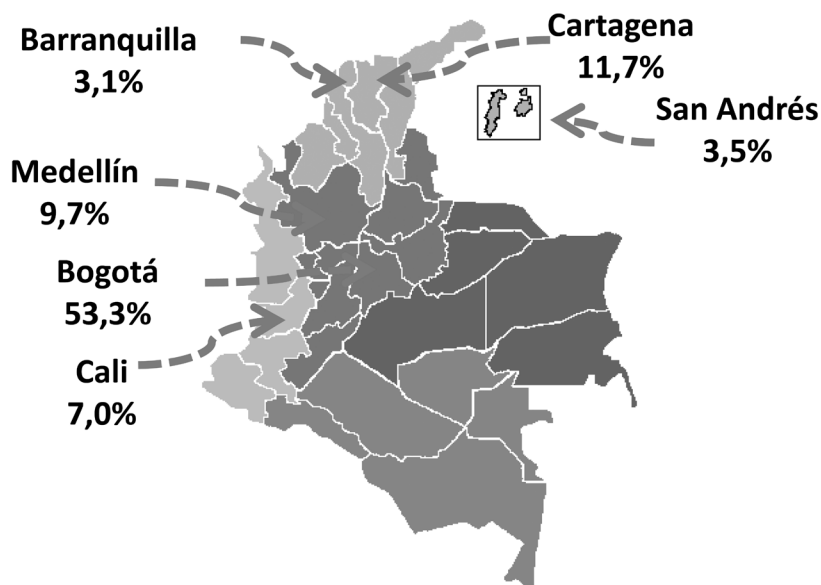 Barranquilla
3,1%
Cartagena
11,7%
San Andrés
3,5%
Medellín
9,7%
Bogotá
53,3%
Cali
7,0%